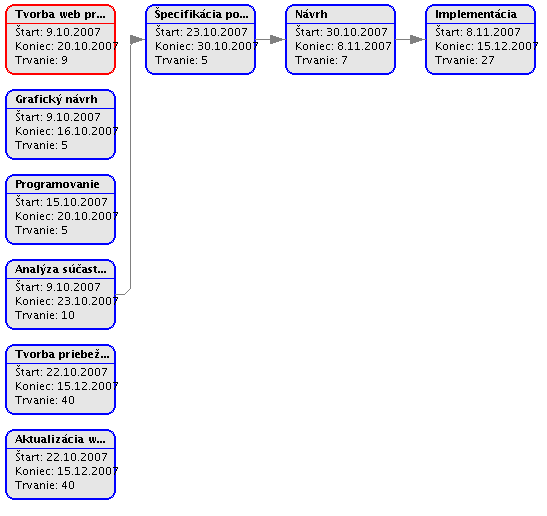 Tvorba web pr...
Štart: 9.10.2007
Koniec: 20.10.2007
Trvanie: 9
Špecifikácia po...
Štart: 23.10.2007
Koniec: 30.10.2007
Trvanie: 5
Návrh
Štart: 30.10.2007
Koniec: 8.11.2007
Trvanie: 7
Implementácia
Štart: 8.11.2007
Koniec: 15.12.2007
Trvanie: 27
Grafický návrh
Štart: 9.10.2007
Koniec: 16.10.2007
Trvanie: 5
Programovanie
Štart: 15.10.2007
Koniec: 20.10.2007
Trvanie: 5
Analýza súčast...
Štart: 9.10.2007
Koniec: 23.10.2007
Trvanie: 10
Tvorba priebež...
Štart: 22.10.2007
Koniec: 15.12.2007
Trvanie: 40
Aktualizácia w...
Štart: 22.10.2007
Koniec: 15.12.2007
Trvanie: 40